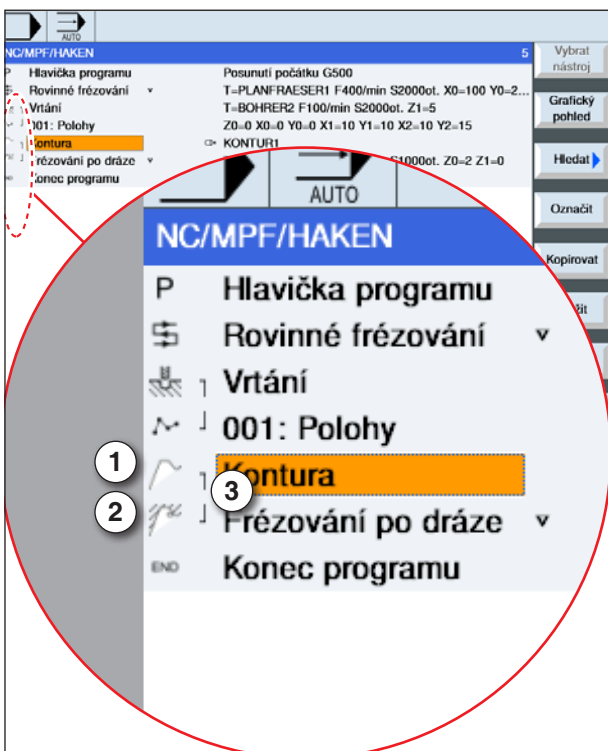 AUTO
NC/MPF/HAKEN 5
P Hlavička programu Posunutí počátku G500
Rovinné frézování T=PLANFRAESER1 F400/min S2000ot. X0=100 Y0=2...
Vrtání T=BOHRER2 F100/min S2000ot. Z1=5
001: Polohy Z0=0 X0=0 Y0=0 X1=10 Y1=10 X2=10 Y2=15
Kontura KONTUR1
Frézování po dráze S1000ot. Z0=2 Z1=0
END Konec programu
Vybrat
nástroj
Grafický
pohled
Hledat
Označit
Kopírovat
AUTO
NC/MPF/HAKEN
P Hlavička programu
Rovinné frézování
Vrtání
001: Polohy
1 Kontura
2 3
Frézování po dráze
END Konec programu